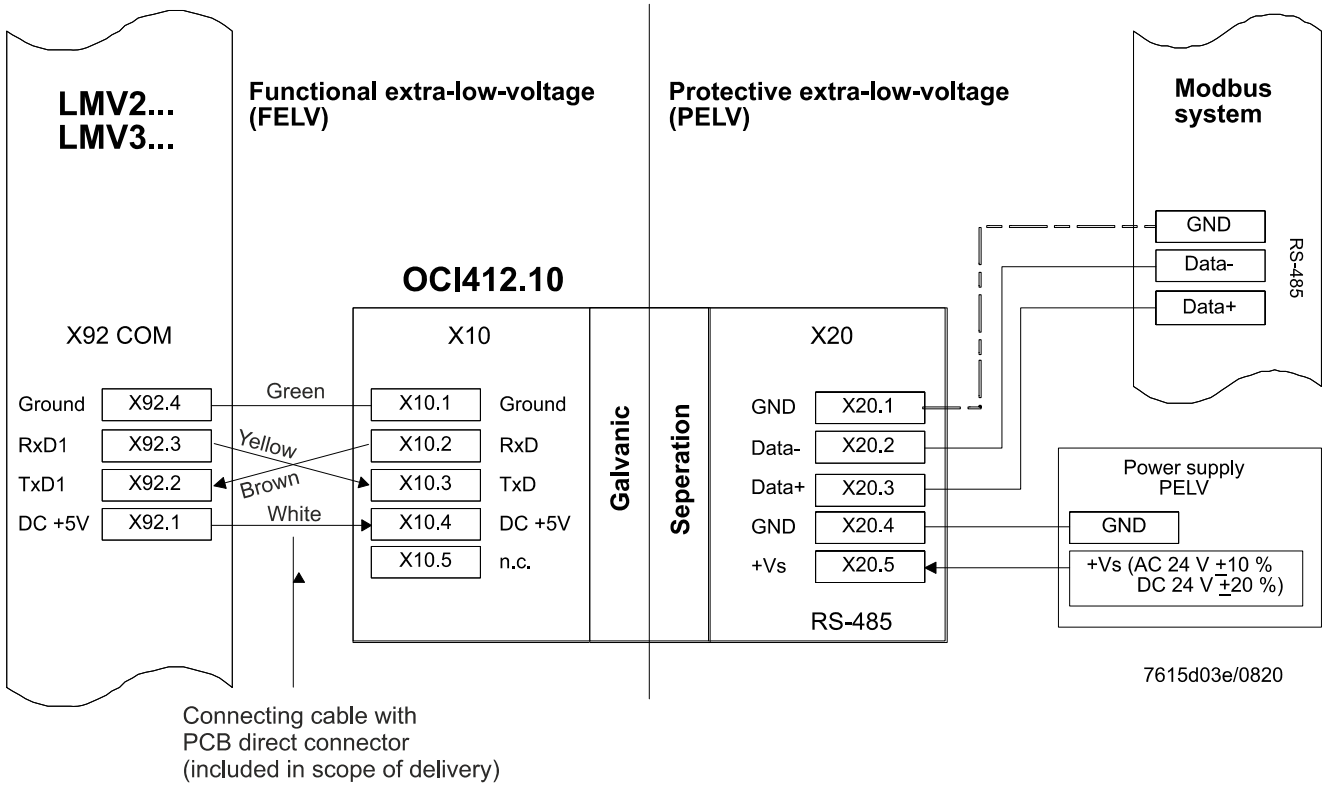 LMV2...
LMV3...
Functional extra-low-voltage
(FELV)
Protective extra-low-voltage
(PELV)
Modbus
system
GND
Data-
Data+
RS-485
OCI412.10
X92 COM
X10
X20
Ground
X92.4
Green
X10.1
Ground
RxD1
X92.3
Yellow
X10.2
RxD
TxD1
X92.2
Brown
X10.3
TxD
DC +5V
X92.1
White
X10.4
DC +5V
X10.5
n.c.
Galvanic
Seperation
GND
X20.1
Data-
X20.2
Data+
X20.3
GND
X20.4
+Vs
X20.5
RS-485
Power supply
PELV
GND
+Vs (AC 24 V ±10 %
DC 24 V ±20 %)
7615d03e/0820
Connecting cable with
PCB direct connector
(included in scope of delivery)